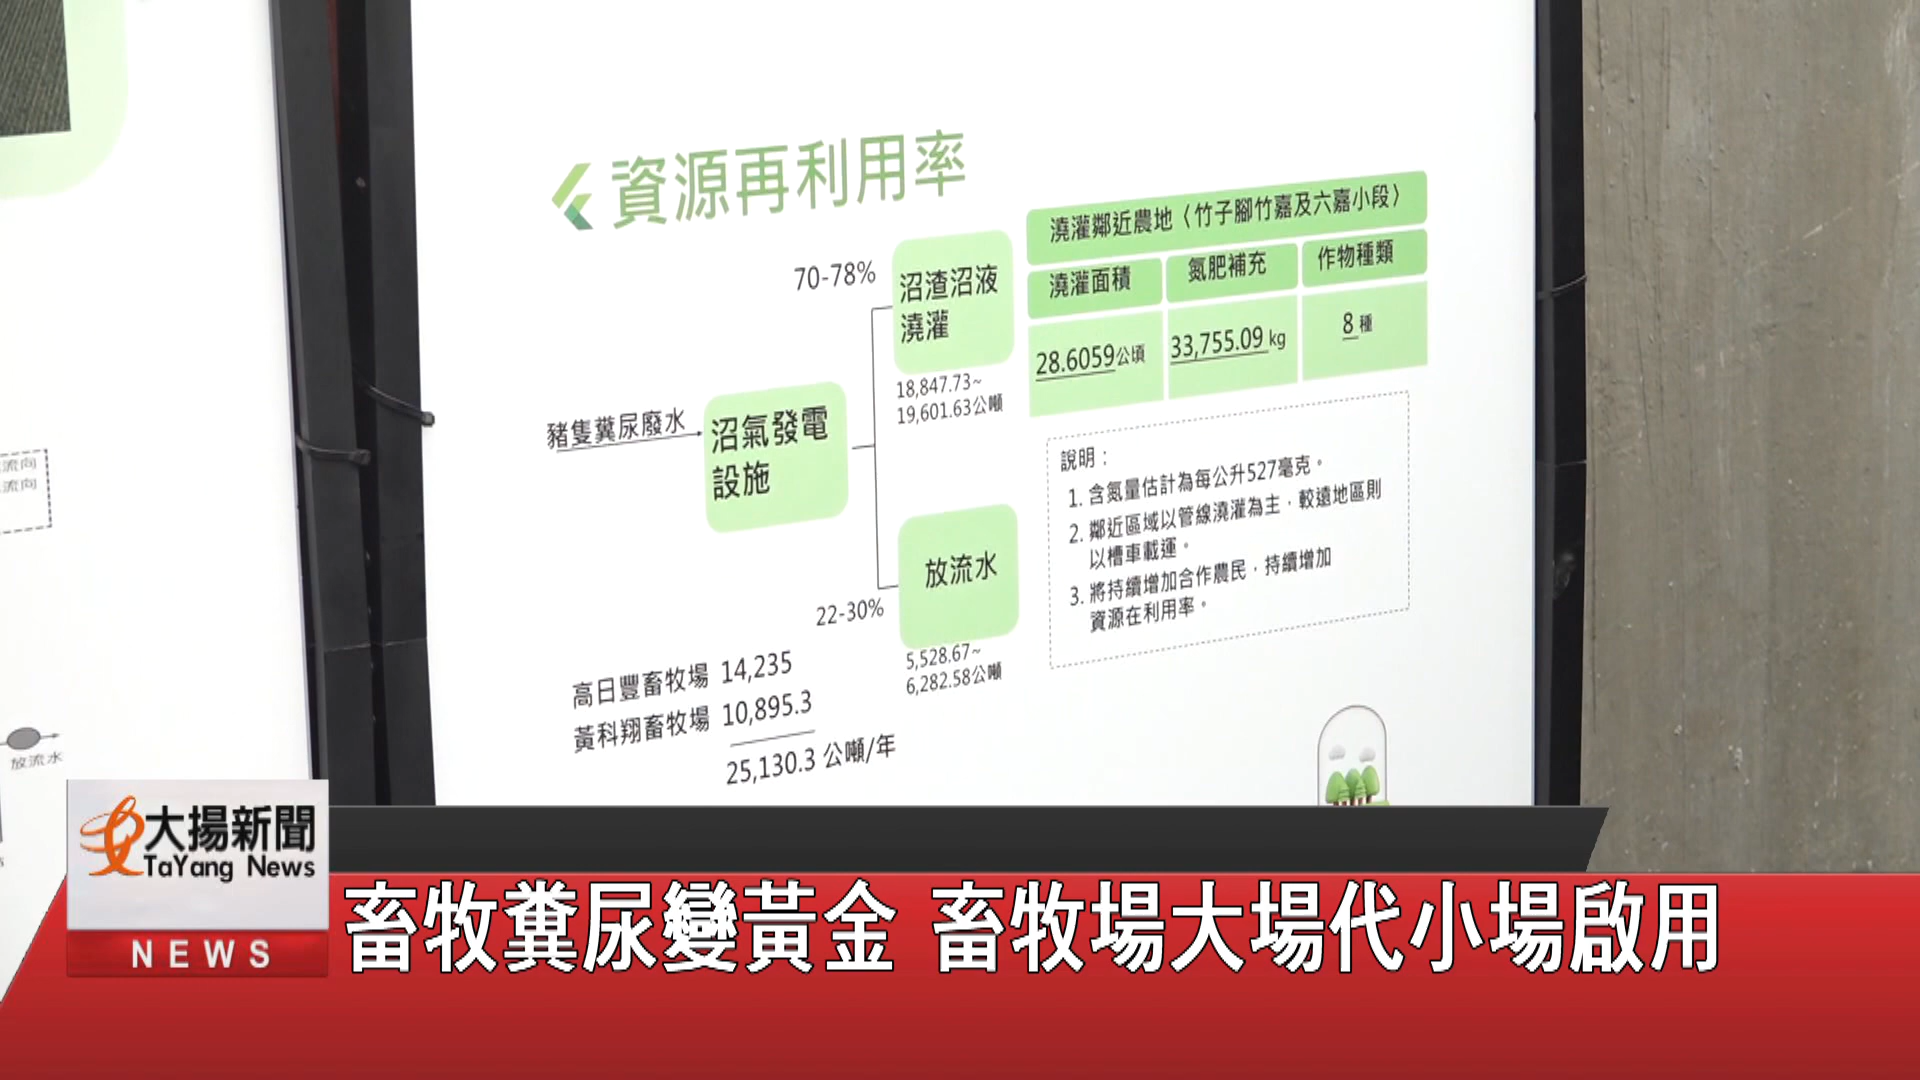 資源再利用率
70-78%
沼渣沼液
澆灌
18,847.73~
19,601.63公噸
豬隻糞尿廢水
沼氣發電
設施
放流水
22-30%
5,528.67~
6,282.58公噸
高日豐畜牧場 14,235
黃科翔畜牧場 10,895.3
25,130.3 公噸/年
澆灌鄰近農地〈竹子腳竹嘉及六嘉小段〉
澆灌面積 氮肥補充 作物種類
28.6059公頃 33,755.09 kg 8 種
說明：
1. 含氮量估計為每公升527毫克。
2. 鄰近區域以管線澆灌為主，較遠地區則
以槽車載運。
3. 將持續增加合作農民，持續增加
資源在利用率。
流向
流向
放流水
大揚新聞
TaYang News
NEWS
畜牧糞尿變黃金 畜牧場大場代小場啟用